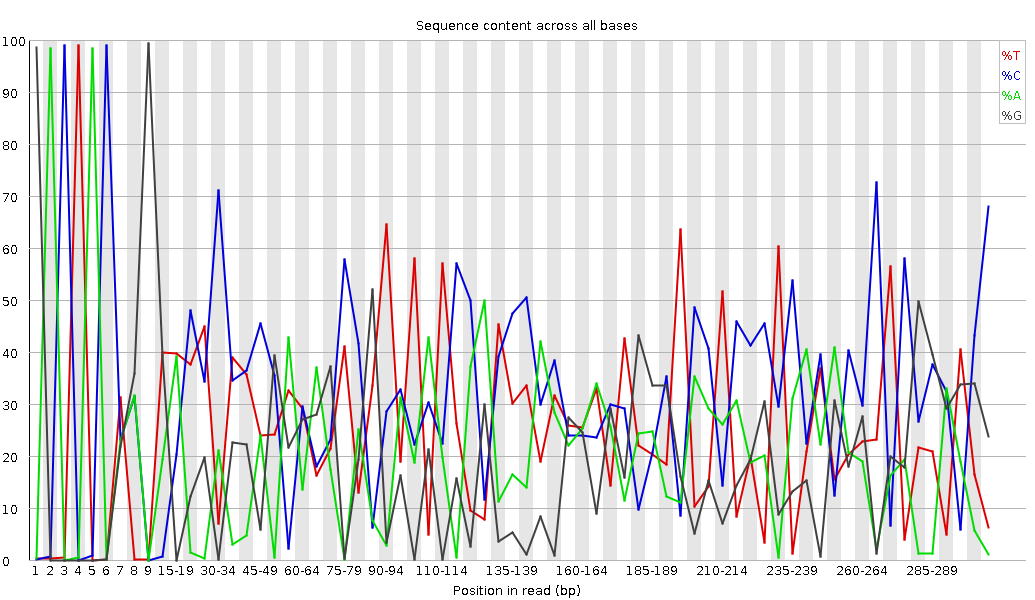 Sequence content across all bases
100
90
80
70
60
50
40
30
20
10
0
%T
%C
%A
%G
1 2 3 4 5 6 7 8 9 15-19 30-34 45-49 60-64 75-79 90-94 110-114 135-139 160-164 185-189 210-214 235-239 260-264 285-289
Position in read (bp)